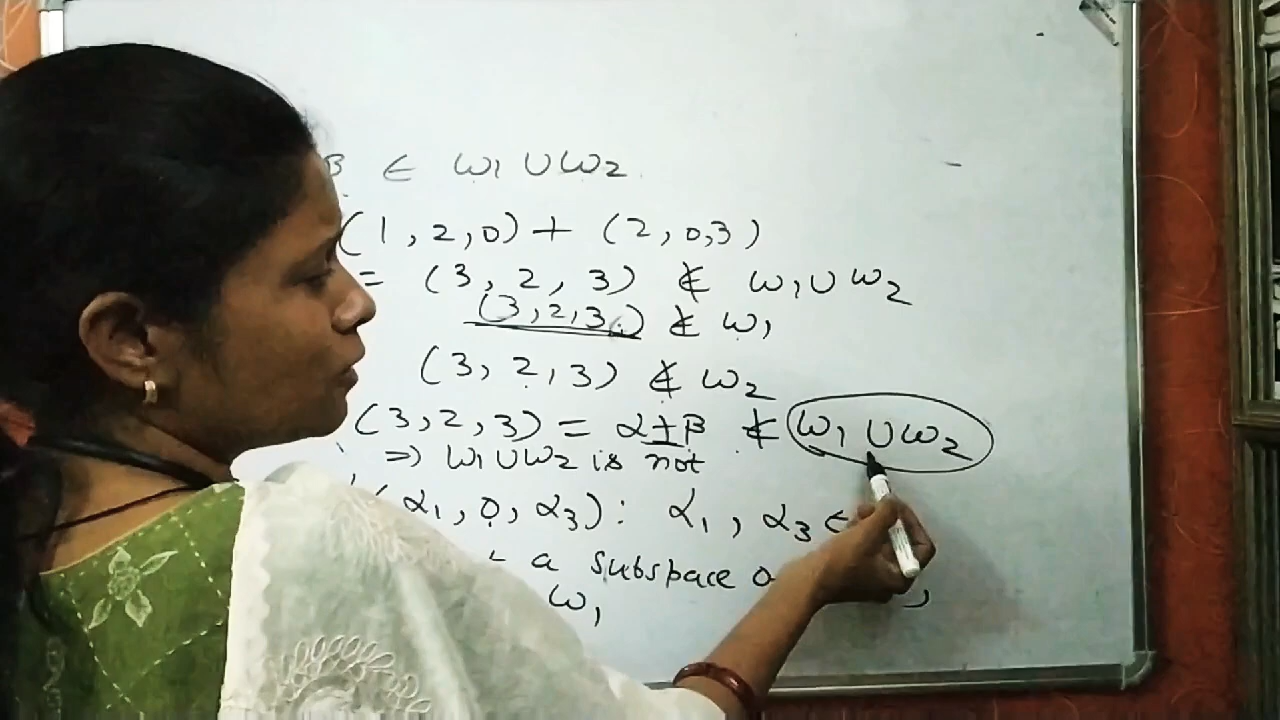 β ∈ W₁ ∪ W₂
(1, 2, 0) + (2, 0, 3)
= (3, 2, 3) ∉ W₁ ∪ W₂
(3, 2, 3) ∉ W₁
(3, 2, 3) ∉ W₂
(3, 2, 3) = α ± β ∉ W₁ ∪ W₂
⇒ W₁ ∪ W₂ is not
(α₁, 0, α₃) : α₁, α₃ ∈
a subspace
W₁